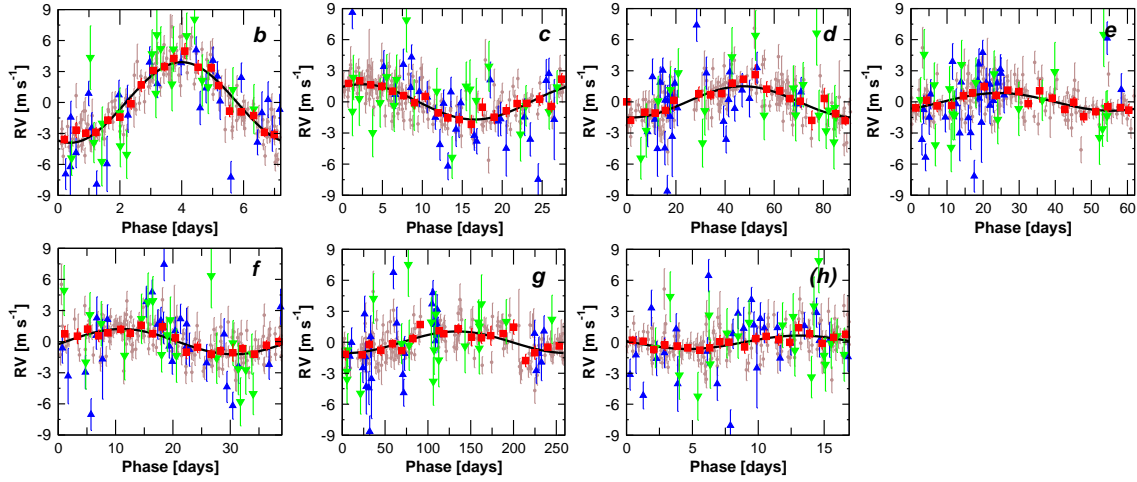 b
c
d
e
RV [m s⁻¹]
9
6
3
0
-3
-6
-9
0 2 4 6
Phase [days]
RV [m s⁻¹]
9
6
3
0
-3
-6
-9
0 5 10 15 20 25
Phase [days]
RV [m s⁻¹]
9
6
3
0
-3
-6
-9
0 20 40 60 80
Phase [days]
RV [m s⁻¹]
9
6
3
0
-3
-6
-9
0 10 20 30 40 50 60
Phase [days]
f
g
(h)
RV [m s⁻¹]
9
6
3
0
-3
-6
-9
0 10 20 30
Phase [days]
RV [m s⁻¹]
9
6
3
0
-3
-6
-9
0 50 100 150 200 250
Phase [days]
RV [m s⁻¹]
9
6
3
0
-3
-6
-9
0 5 10 15
Phase [days]